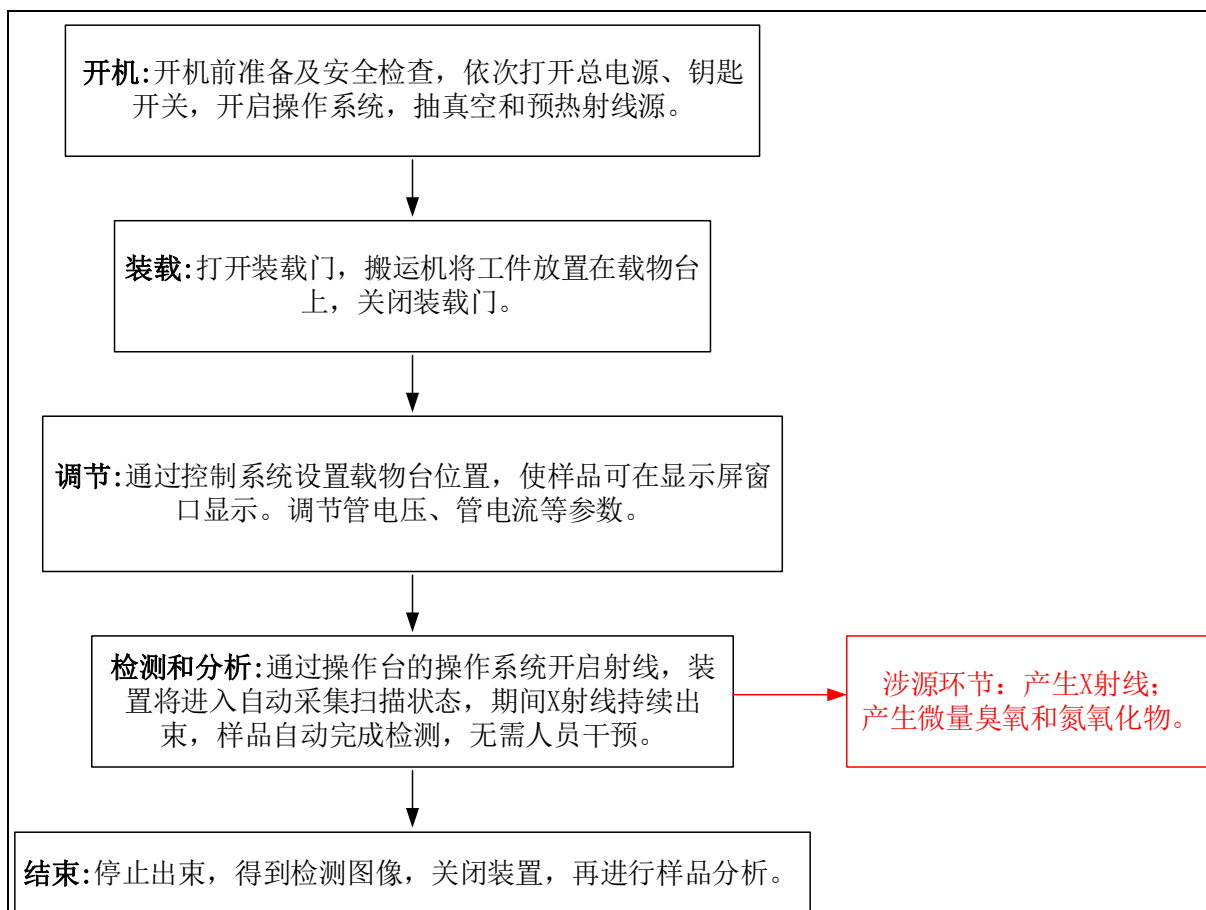 开机:开机前准备及安全检查，依次打开总电源、钥匙
开关，开启操作系统，抽真空和预热射线源。
装载:打开装载门，搬运机将工件放置在载物台
上，关闭装载门。
调节:通过控制系统设置载物台位置，使样品可在显示屏窗
口显示。调节管电压、管电流等参数。
检测和分析:通过操作台的操作系统开启射线，装
置将进入自动采集扫描状态，期间X射线持续出
束，样品自动完成检测，无需人员干预。
涉源环节：产生X射线；
产生微量臭氧和氮氧化物。
结束:停止出束，得到检测图像，关闭装置，再进行样品分析。